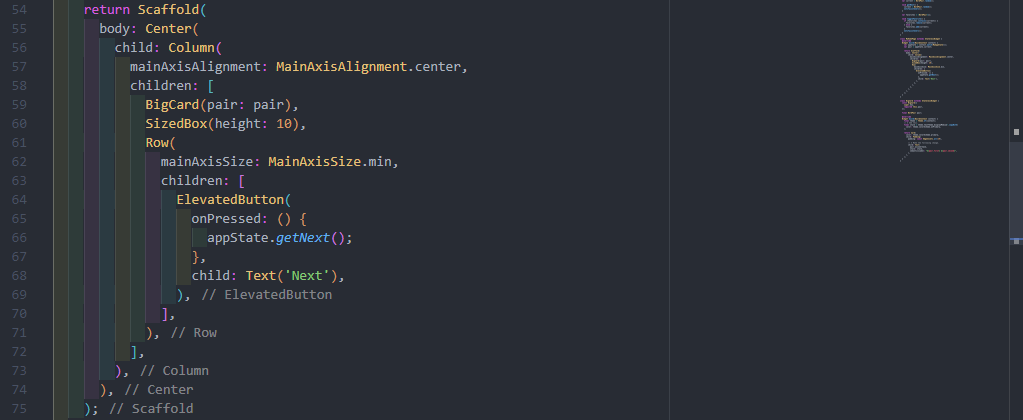 54 return Scaffold(
55 body: Center(
56 child: Column(
57 mainAxisAlignment: MainAxisAlignment.center,
58 children: [
59 BigCard(pair: pair),
60 SizedBox(height: 10),
61 Row(
62 mainAxisSize: MainAxisSize.min,
63 children: [
64 ElevatedButton(
65 onPressed: () {
66 appState.getNext();
67 },
68 child: Text('Next'),
69 ), // ElevatedButton
70 ],
71 ), // Row
72 ],
73 ), // Column
74 ), // Center
75 ); // Scaffold